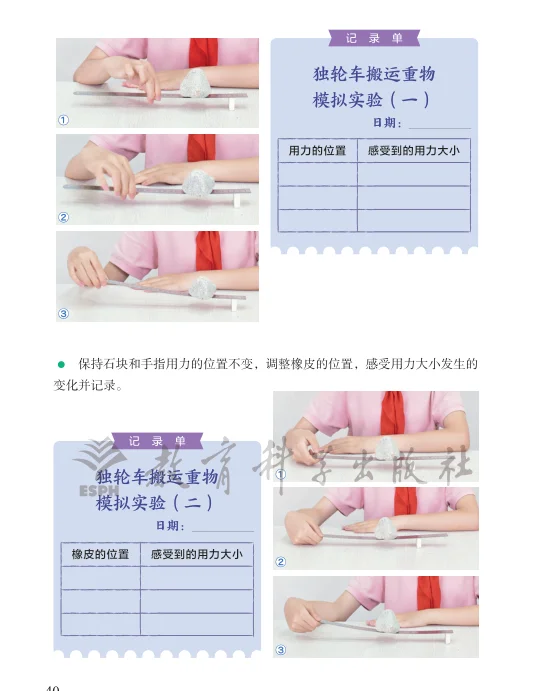 记录单
独轮车搬运重物
模拟实验（一）
日期：
用力的位置 感受到的用力大小
①
②
③
● 保持石块和手指用力的位置不变，调整橡皮的位置，感受用力大小发生的
变化并记录。
记录单
独轮车搬运重物
模拟实验（二）
日期：
橡皮的位置 感受到的用力大小
①
②
③
ESPH 教育科学出版社